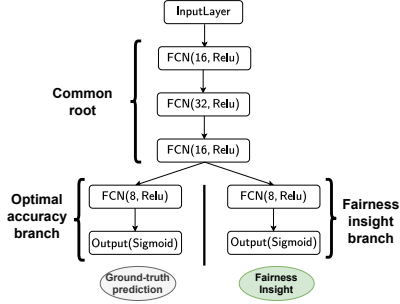 InputLayer
FCN(16, Relu)
Common
root
FCN(32, Relu)
FCN(16, Relu)
Optimal
accuracy
branch
FCN(8, Relu)
Output(Sigmoid)
FCN(8, Relu)
Output(Sigmoid)
Fairness
insight
branch
Ground-truth
prediction
Fairness
Insight